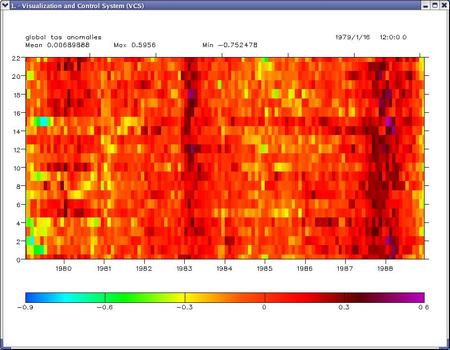 1. - Visualization and Control System (VCS)
global tas anomalies 1979/1/16 12:0:0 0
Mean 0.00689888 Max 0.5956 Min -0.752478
22
20
18
16
14
12
10
8
6
4
2
0
1980 1981 1982 1983 1984 1985 1986 1987 1988
-0.9 -0.6 -0.3 0 0.3 0.6